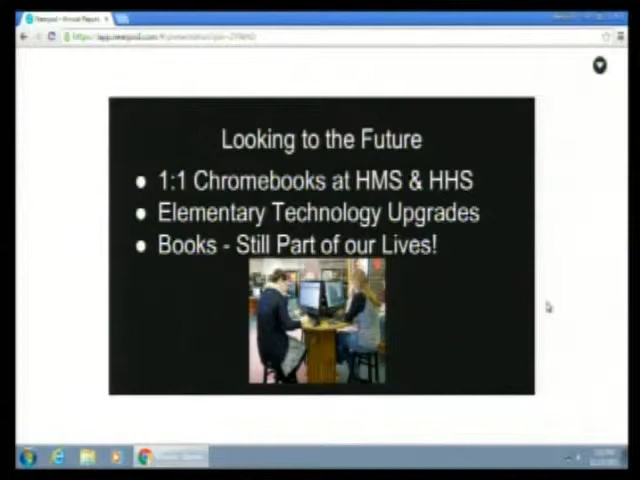 Looking to the Future
1:1 Chromebooks at HMS & HHS
Elementary Technology Upgrades
Books - Still Part of our Lives!